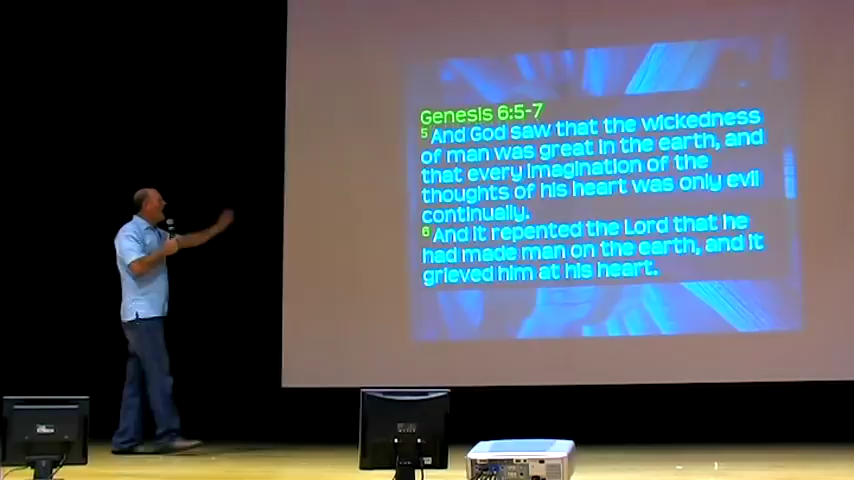 Genesis 6:5-7
5 And God saw that the wickedness
of man was great in the earth, and
that every imagination of the
thoughts of his heart was only evil
continually.
6 And it repented the Lord that he
had made man on the earth, and it
grieved him at his heart.